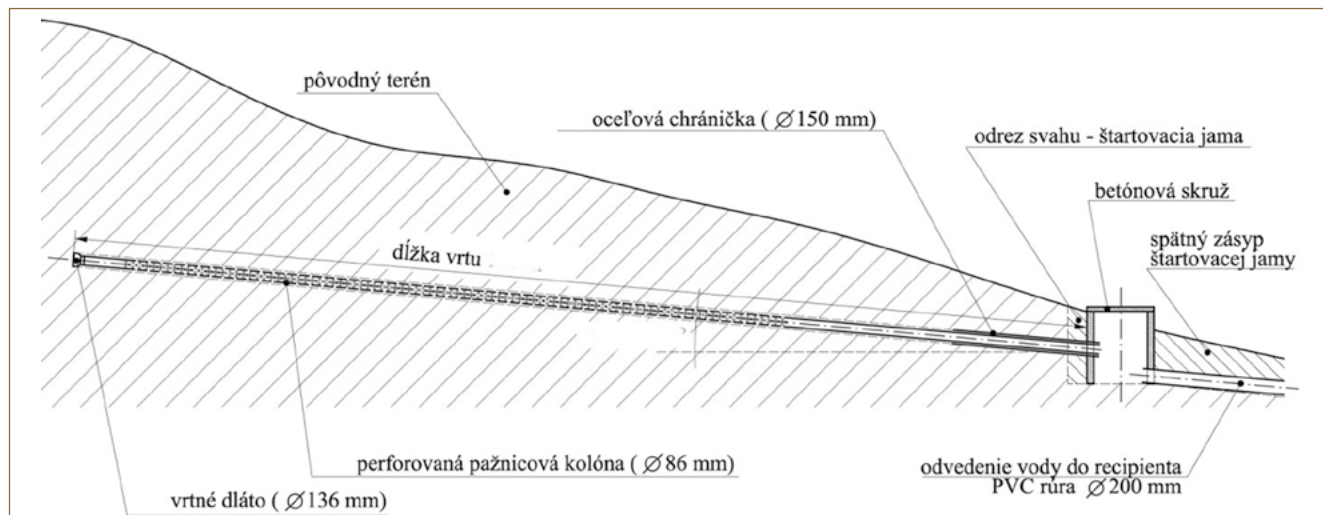 pôvodný terén
oceľová chránička ( ∅150 mm)
odrez svahu - štartovacia jama
betónová skruž
spätný zásyp
štartovacej jamy
dĺžka vrtu
perforovaná pažnicová kolóna ( ∅86 mm)
vrtné dláto ( ∅136 mm)
odvedenie vody do recipienta
PVC rúra ∅200 mm